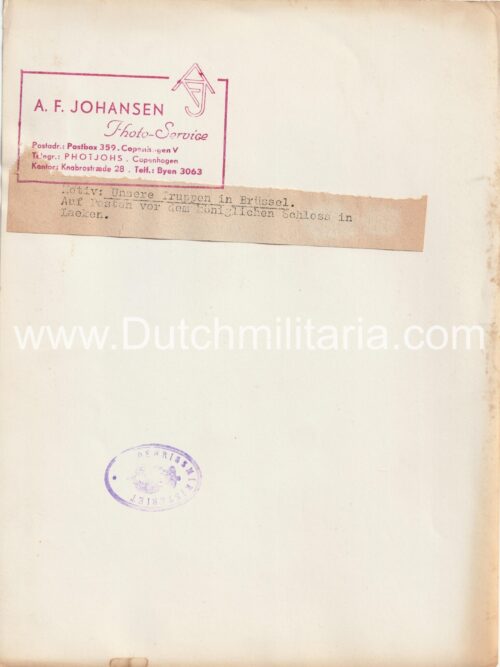 A. F. JOHANSEN
Photo-Service
Postadr.: Postbox 359. Copenhagen V
Telegr.: PHOTJOHS. Copenhagen
Kontor: Knabrostræde 28. Telf.: Byen 3063
Motiv: Unsere Truppen in Brüssel.
Auf Posten vor dem Königlichen Schloss in
Laeken.
www.Dutchmilitaria.com